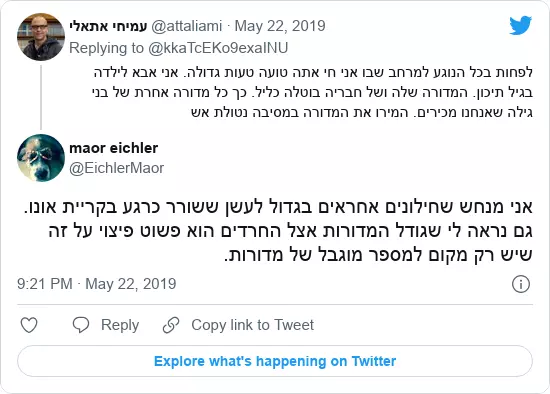 עמיחי אתאלי @attaliami · May 22, 2019
Replying to @kkaTcEKo9exaINU
לפחות בכל הנוגע למרחב שבו אני חי אתה טועה טעות גדולה. אני אבא לילדה
בגיל תיכון. המדורה שלה ושל חבריה בוטלה כליל. כך כל מדורה אחרת של בני
גילה שאנחנו מכירים. המירו את המדורה במסיבה נטולת אש
maor eichler
@EichlerMaor
אני מנחש שחילונים אחראים בגדול לעשן ששורר כרגע בקריית אונו.
גם נראה לי שגודל המדורות אצל החרדים הוא פשוט פיצוי על זה
שיש רק מקום למספר מוגבל של מדורות.
9:21 PM · May 22, 2019
Reply
Copy link to Tweet
Explore what's happening on Twitter